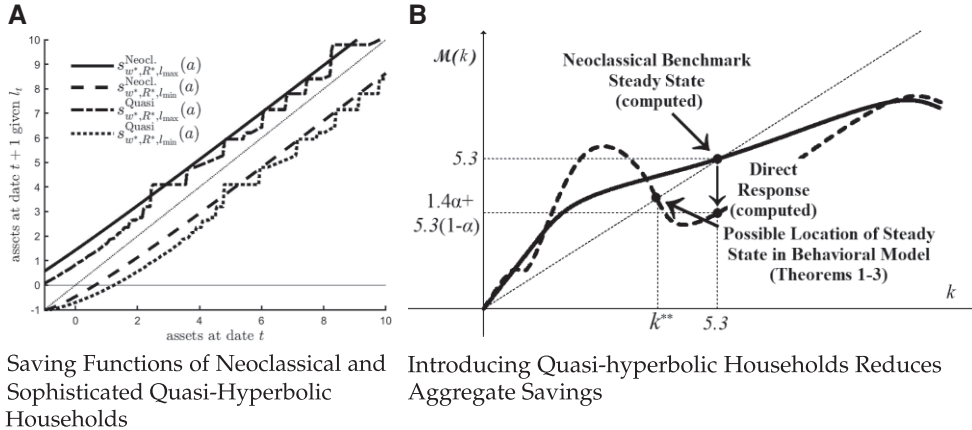 A
10
9
8
7
6
5
4
3
2
1
0
-1
0
2
4
6
8
10
assets at date t + 1 given l_t
assets at date t
s^{Neocl.}_{w*,R*,l_max}(a)
s^{Neocl.}_{w*,R*,l_min}(a)
s^{Quasi}_{w*,R*,l_max}(a)
s^{Quasi}_{w*,R*,l_min}(a)
Saving Functions of Neoclassical and
Sophisticated Quasi-Hyperbolic
Households
B
M(k)
Neoclassical Benchmark
Steady State
(computed)
5.3
1.4α+
5.3(1-α)
Direct
Response
(computed)
Possible Location of Steady
State in Behavioral Model
(Theorems 1-3)
k
k**
5.3
Introducing Quasi-hyperbolic Households Reduces
Aggregate Savings